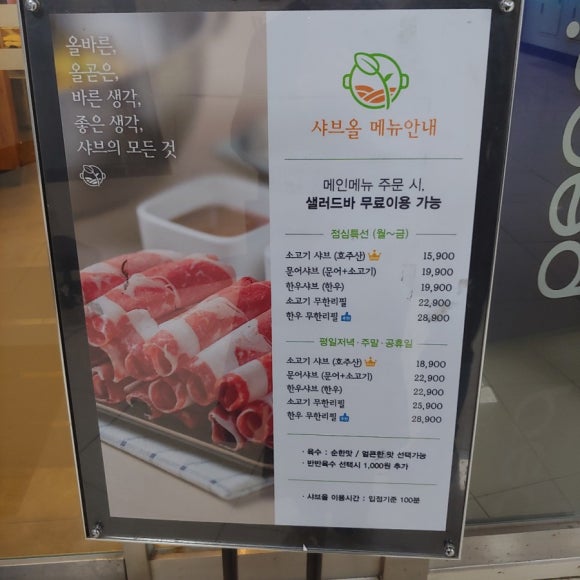 올바른,
올곧은,
바른 생각,
좋은 생각,
샤브의 모든 것
샤브올 메뉴안내
메인메뉴 주문 시,
샐러드바 무료이용 가능
점심특선 (월~금)
소고기 샤브 (호주산) 15,900
문어샤브 (문어+소고기) 19,900
한우샤브 (한우) 19,900
소고기 무한리필 22,900
한우 무한리필 28,900
평일저녁·주말·공휴일
소고기 샤브 (호주산) 18,900
문어샤브 (문어+소고기) 22,900
한우샤브 (한우) 22,900
소고기 무한리필 25,900
한우 무한리필 28,900
· 육수 : 순한맛 / 얼큰한 맛 선택가능
· 반반육수 선택시 1,000원 추가
· 샤브올 이용시간 : 입점기준 100분